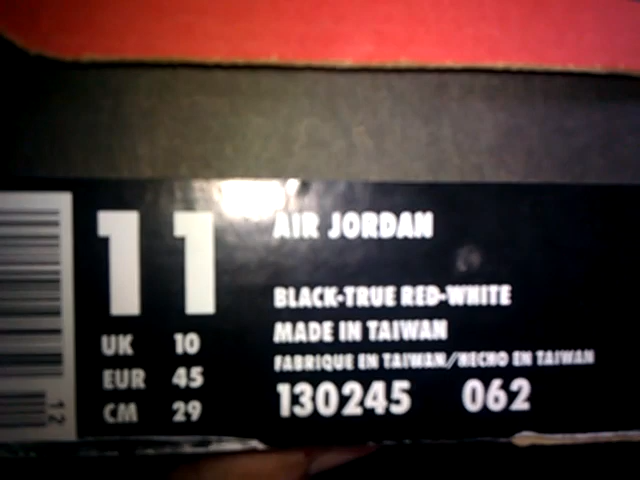 11 AIR JORDAN
BLACK-TRUE RED-WHITE
UK 10 MADE IN TAIWAN
FABRIQUE EN TAIWAN/HECHO EN TAIWAN
EUR 45
130245 062
CM 29
12